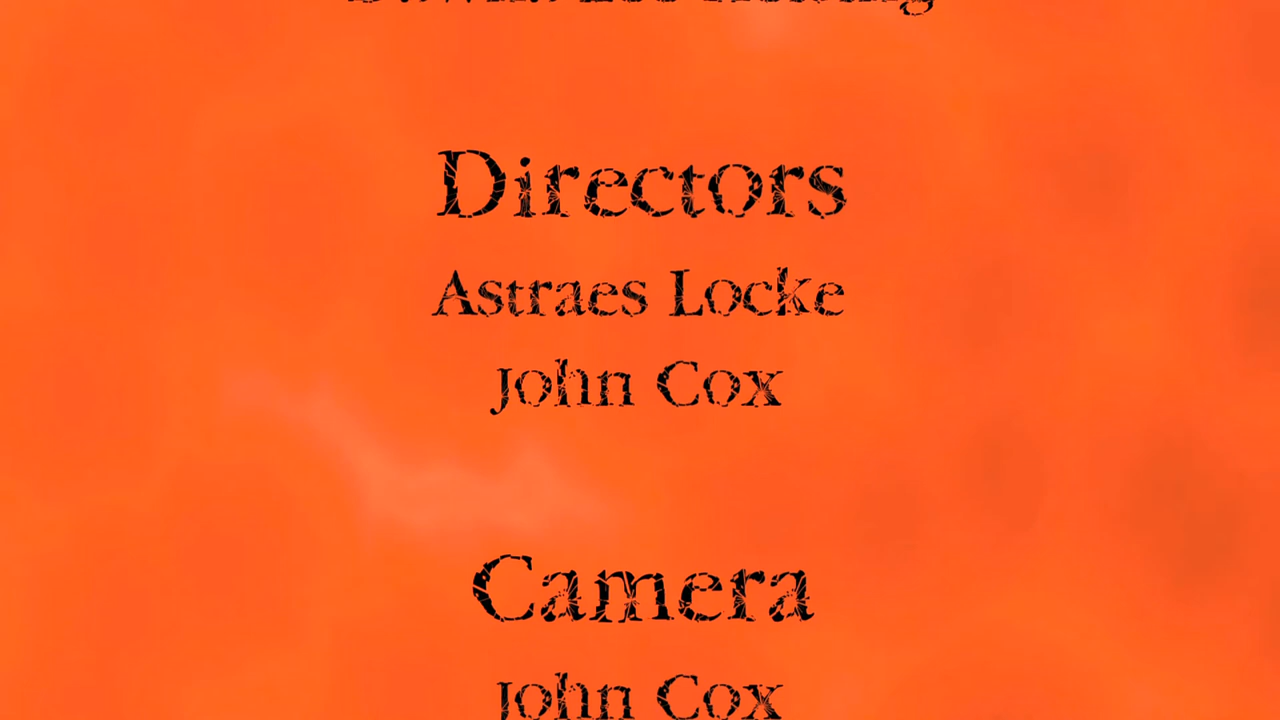 Directors
Astraes Locke
John Cox
Camera
John Cox